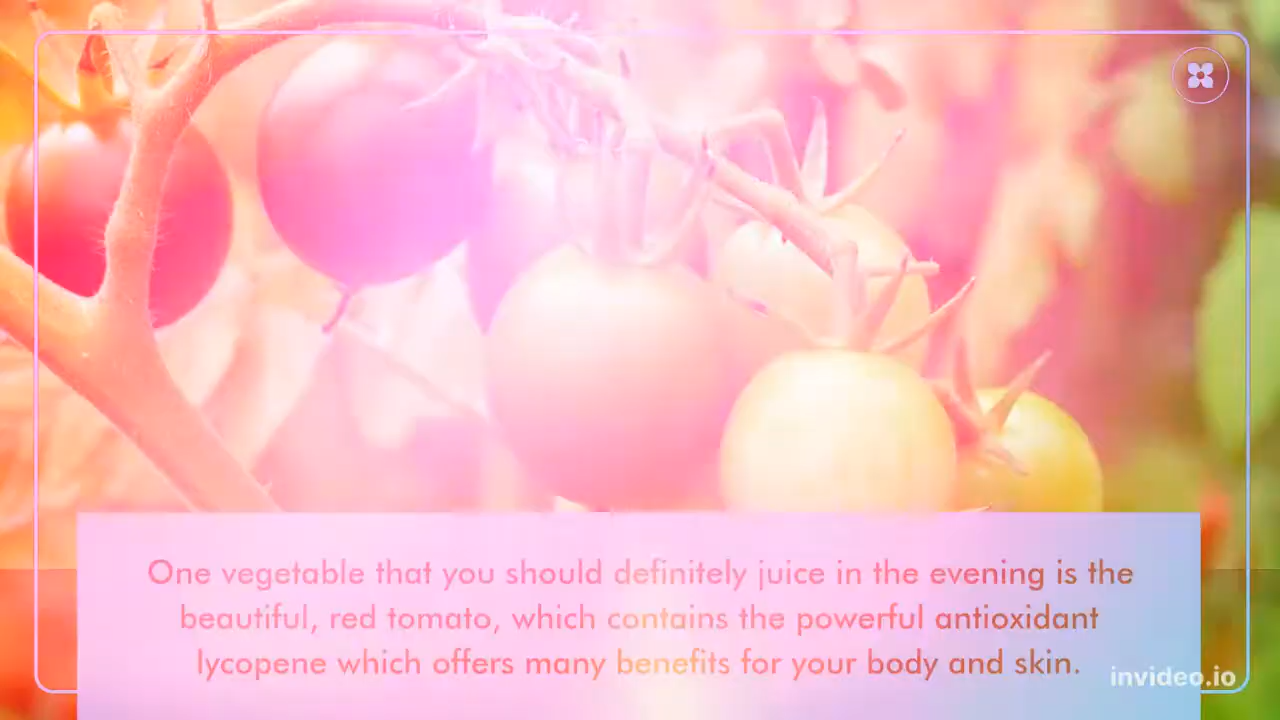 One vegetable that you should definitely juice in the evening is the
beautiful, red tomato, which contains the powerful antioxidant
lycopene which offers many benefits for your body and skin.
invideo.io